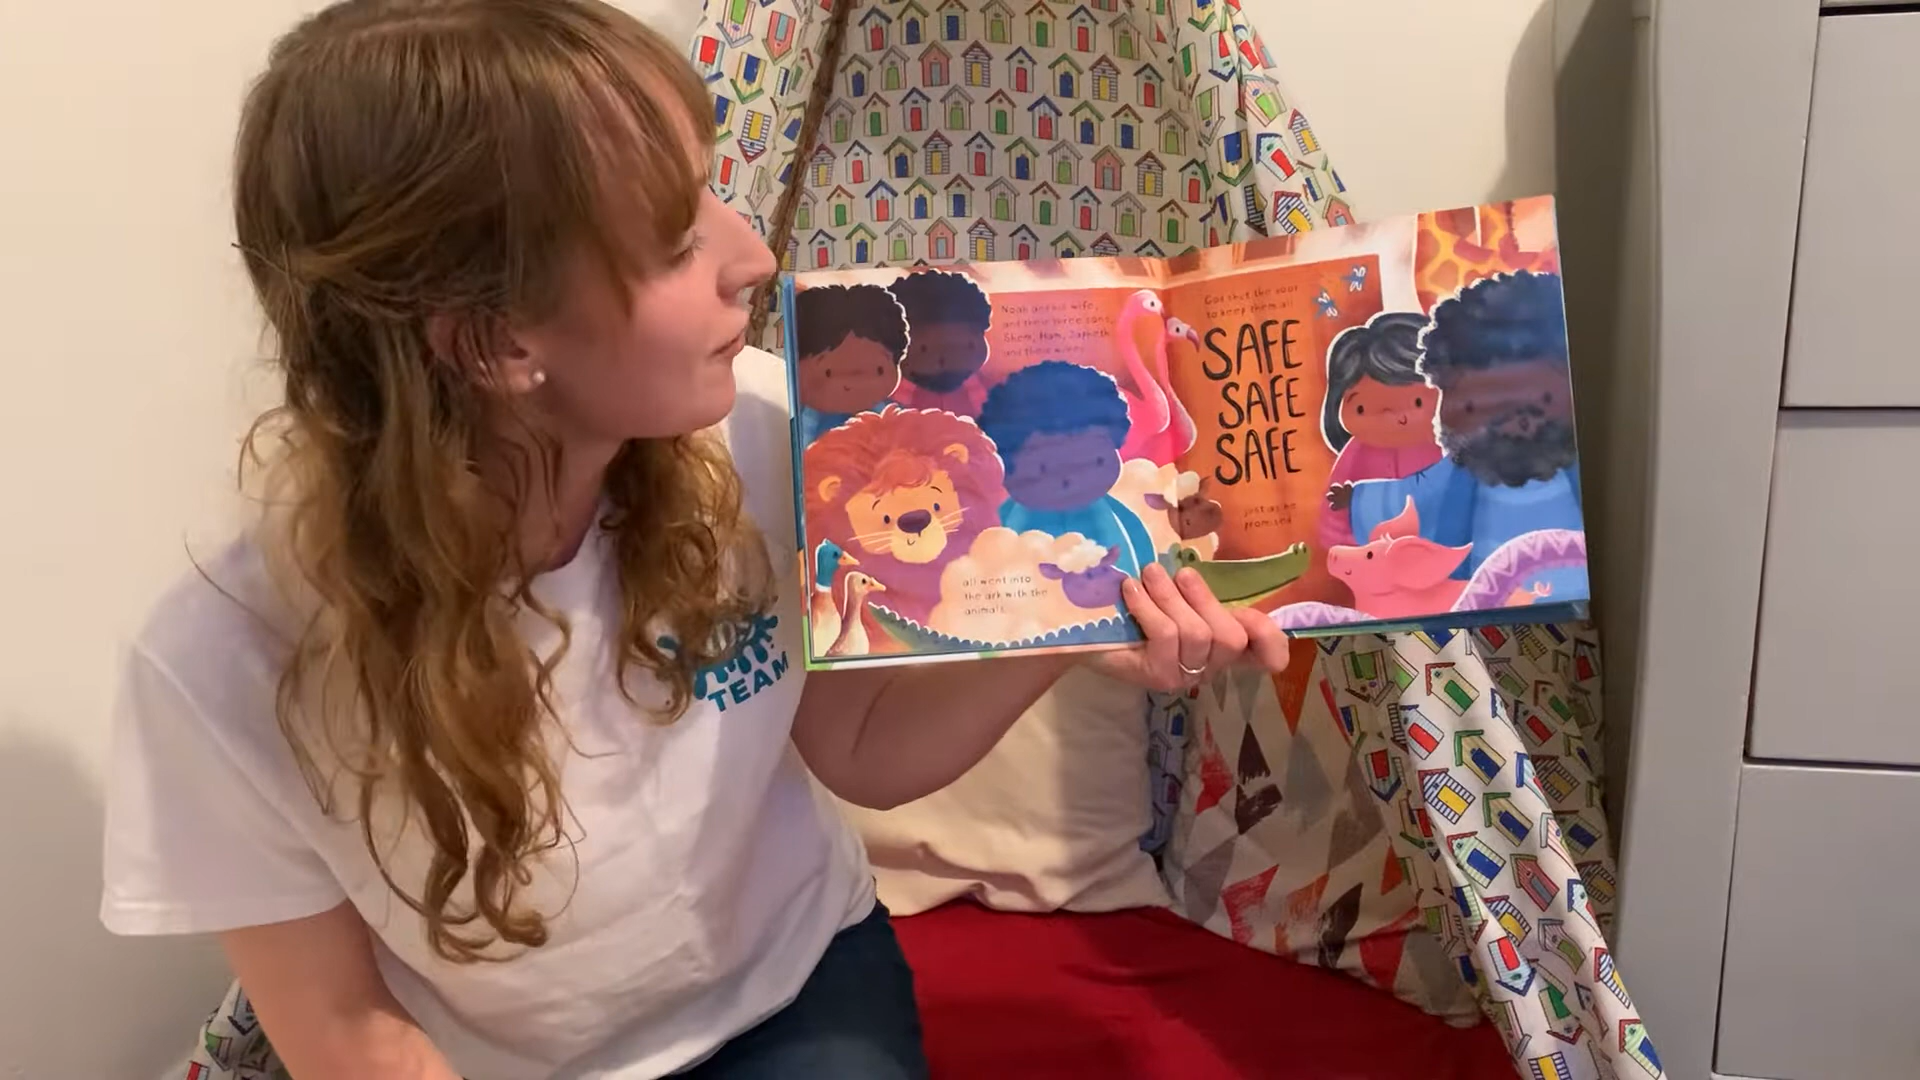 Noah and his wife,
and their three sons,
Shem, Ham, Japheth
and their wives
all went into
the ark with the
animals.
God shut the door
to keep them all
SAFE
SAFE
SAFE
just as he
promised.
TEAM